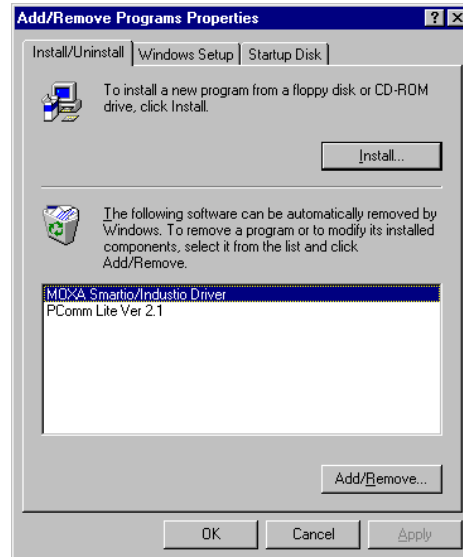 Add/Remove Programs Properties
Install/Uninstall Windows Setup Startup Disk
To install a new program from a floppy disk or CD-ROM
drive, click Install.
Install...
The following software can be automatically removed by
Windows. To remove a program or to modify its installed
components, select it from the list and click
Add/Remove.
MOXA Smartio/Industio Driver
PComm Lite Ver 2.1
Add/Remove...
OK Cancel Apply